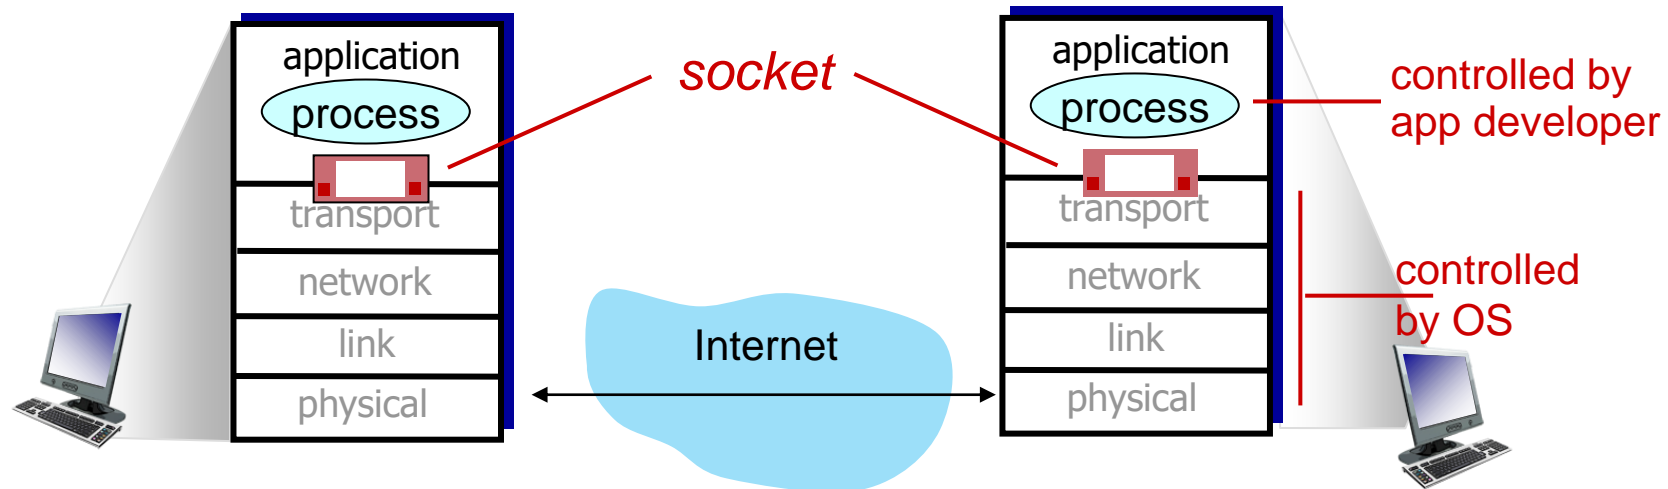 application
process
transport
network
link
physical
socket
Internet
application
process
transport
network
link
physical
controlled by
app developer
controlled
by OS